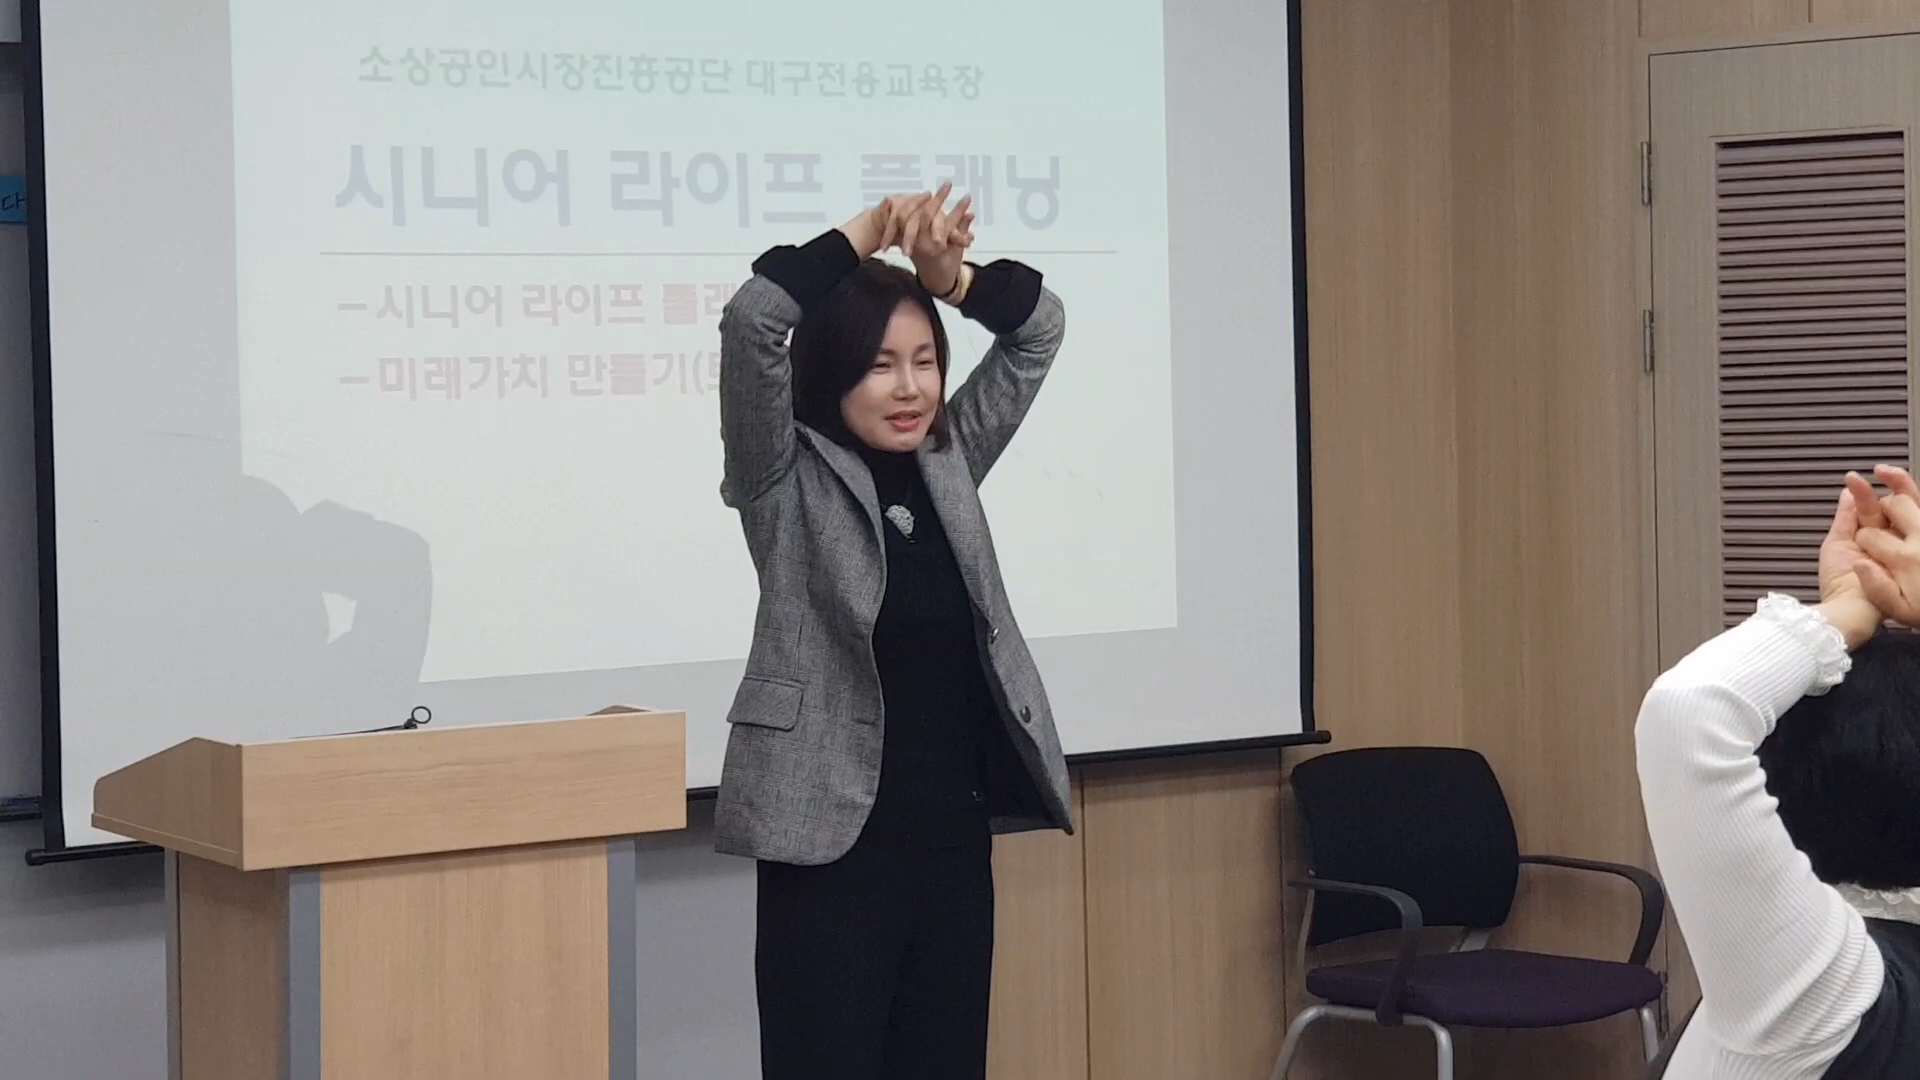 소상공인시장진흥공단 대구전용교육장
시니어 라이프 플래닝
-시니어 라이프 플래
-미래가치 만들기(